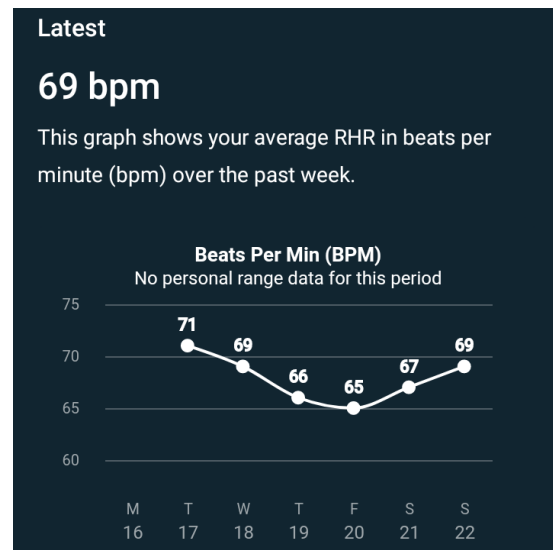 Latest
69 bpm
This graph shows your average RHR in beats per
minute (bpm) over the past week.
Beats Per Min (BPM)
No personal range data for this period
75
71
69
69
70
67
66
65
65
60
M T W T F S S
16 17 18 19 20 21 22